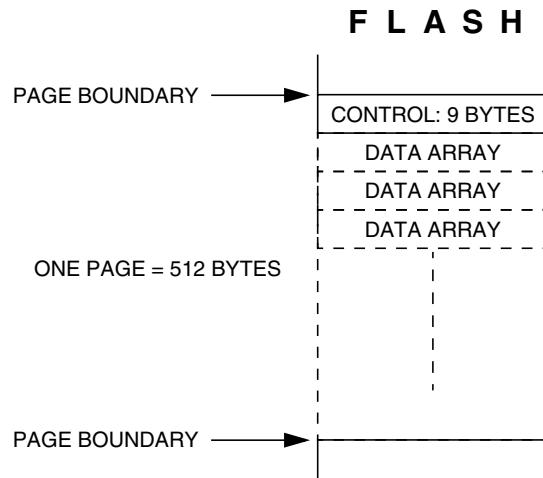 F L A S H
PAGE BOUNDARY
CONTROL: 9 BYTES
DATA ARRAY
DATA ARRAY
DATA ARRAY
ONE PAGE = 512 BYTES
PAGE BOUNDARY